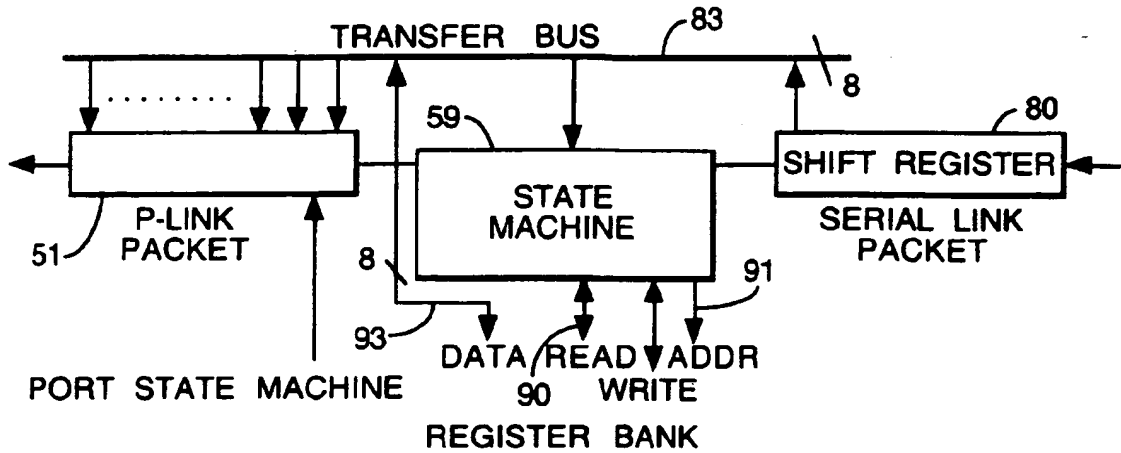 TRANSFER BUS
83
8
59
80
SHIFT REGISTER
STATE
MACHINE
P-LINK
PACKET
51
SERIAL LINK
PACKET
8
91
93
DATA READ ADDR
90
WRITE
PORT STATE MACHINE
REGISTER BANK